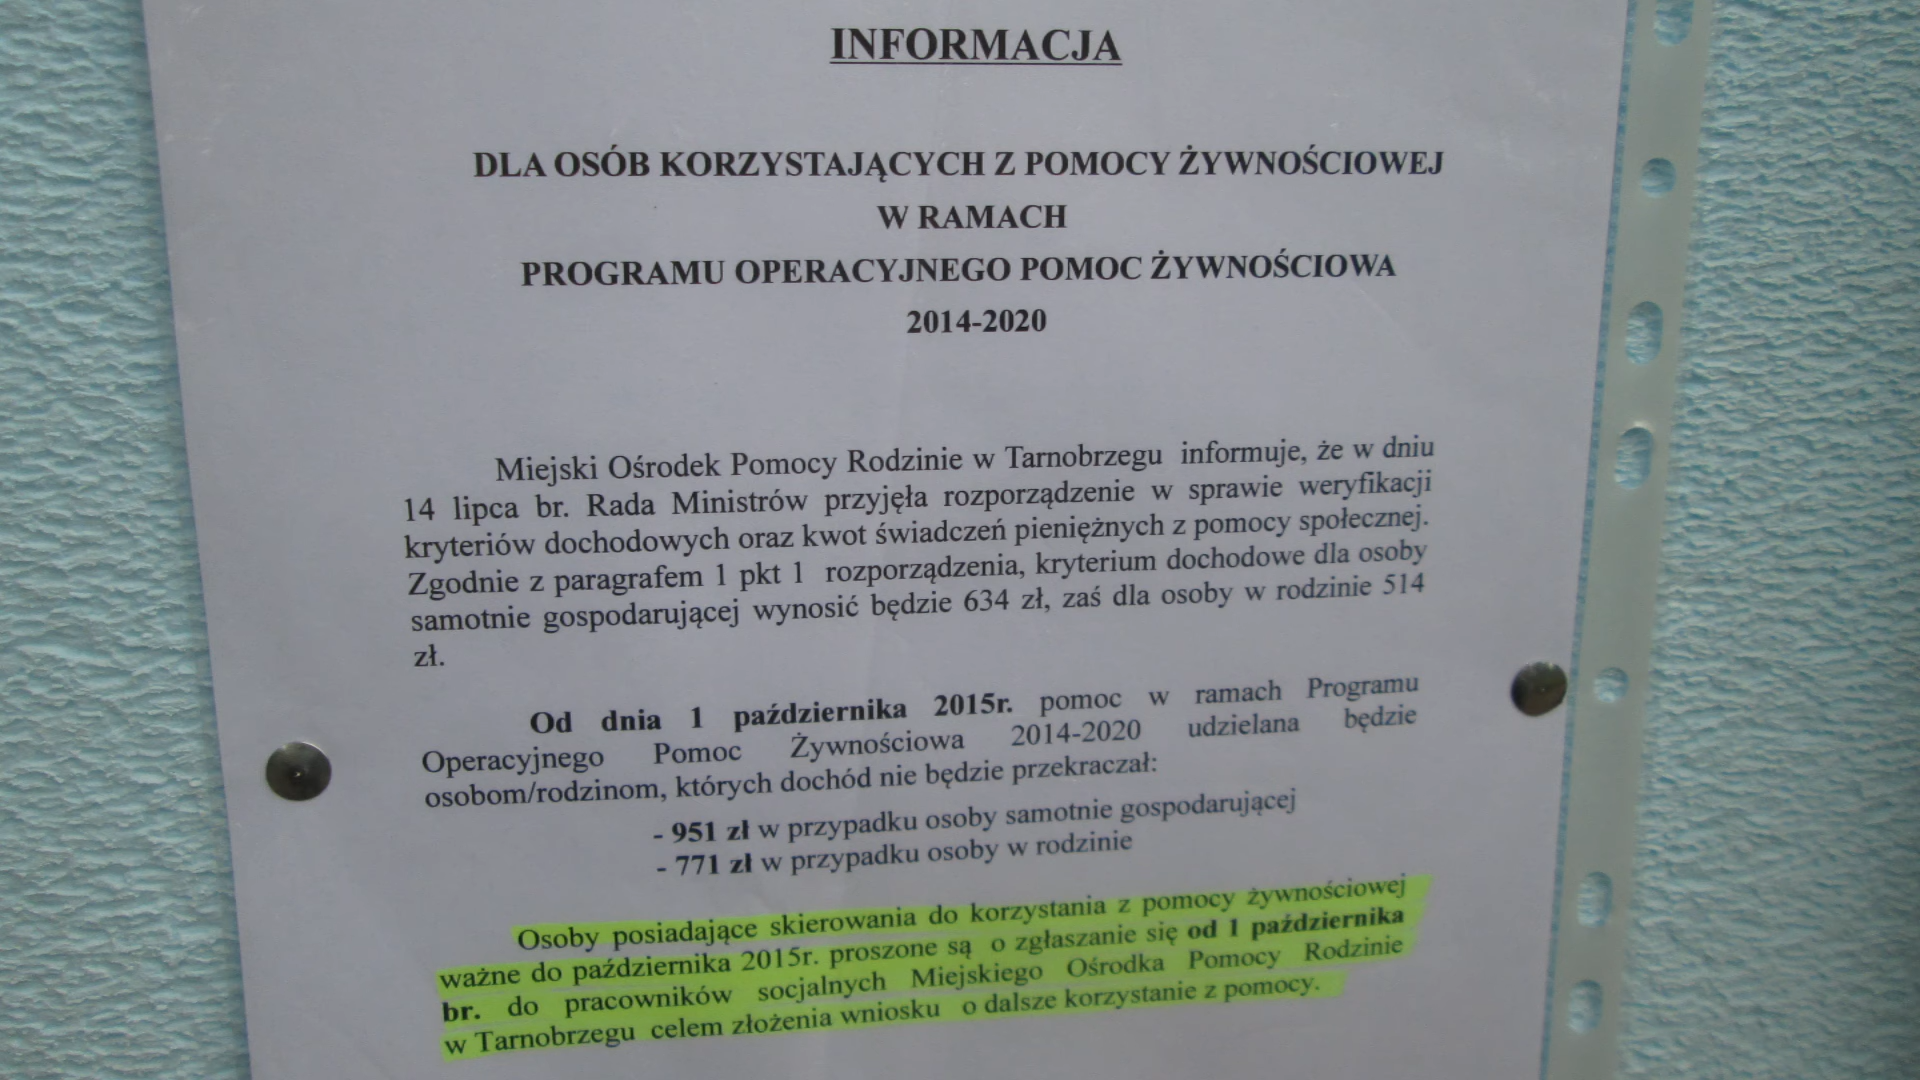 INFORMACJA
DLA OSÓB KORZYSTAJĄCYCH Z POMOCY ŻYWNOŚCIOWEJ
W RAMACH
PROGRAMU OPERACYJNEGO POMOC ŻYWNOŚCIOWA
2014-2020
Miejski Ośrodek Pomocy Rodzinie w Tarnobrzegu informuje, że w dniu
14 lipca br. Rada Ministrów przyjęła rozporządzenie w sprawie weryfikacji
kryteriów dochodowych oraz kwot świadczeń pieniężnych z pomocy społecznej.
Zgodnie z paragrafem 1 pkt 1 rozporządzenia, kryterium dochodowe dla osoby
samotnie gospodarującej wynosić będzie 634 zł, zaś dla osoby w rodzinie 514
zł.
Od dnia 1 października 2015r. pomoc w ramach Programu
Operacyjnego Pomoc Żywnościowa 2014-2020 udzielana będzie
osobom/rodzinom, których dochód nie będzie przekraczał:
- 951 zł w przypadku osoby samotnie gospodarującej
- 771 zł w przypadku osoby w rodzinie
Osoby posiadające skierowania do korzystania z pomocy żywnościowej
ważne do października 2015r. proszone są o zgłaszanie się od 1 października
br. do pracowników socjalnych Miejskiego Ośrodka Pomocy Rodzinie
w Tarnobrzegu celem złożenia wniosku o dalsze korzystanie z pomocy.